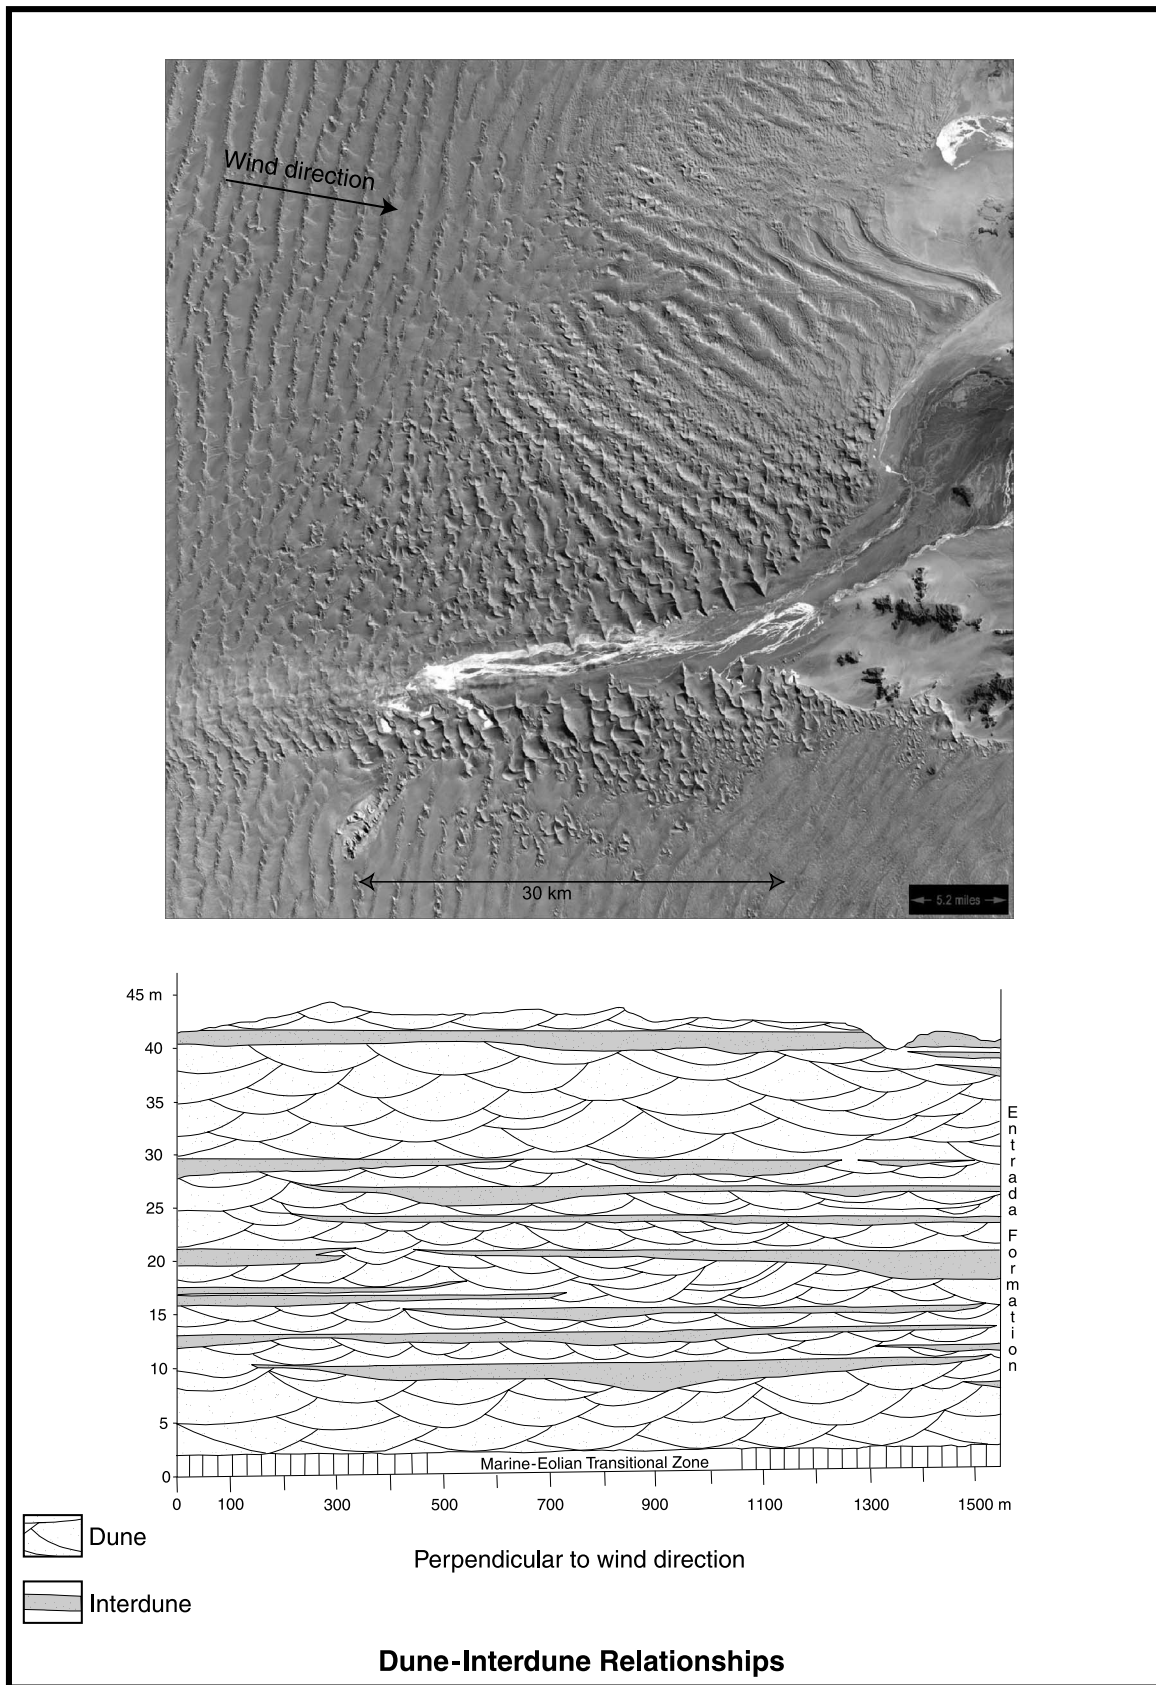 Wind direction
30 km
5.2 miles
45 m
40
35
30
25
20
15
10
5
0
Entrada Formation
Marine-Eolian Transitional Zone
0 100 300 500 700 900 1100 1300 1500 m
Perpendicular to wind direction
Dune
Interdune
Dune-Interdune Relationships